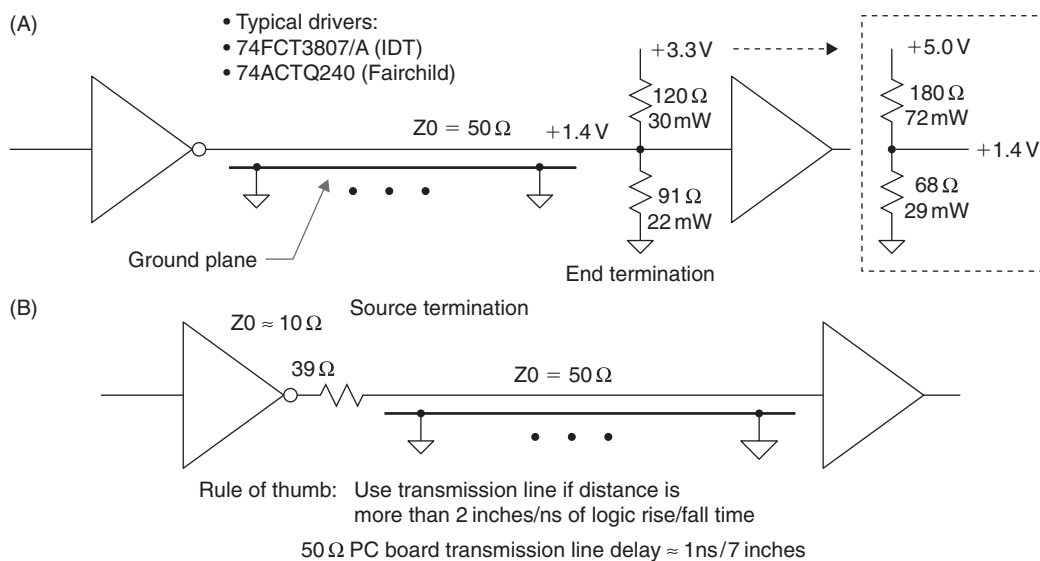 (A)
• Typical drivers:
• 74FCT3807/A (IDT)
• 74ACTQ240 (Fairchild)
+3.3 V
+5.0 V
120 Ω
30 mW
180 Ω
72 mW
Z0 = 50 Ω
+1.4 V
+1.4 V
91 Ω
22 mW
68 Ω
29 mW
Ground plane
End termination
(B)
Source termination
Z0 ≈ 10 Ω
39 Ω
Z0 = 50 Ω
Rule of thumb: Use transmission line if distance is
more than 2 inches/ns of logic rise/fall time
50 Ω PC board transmission line delay ≈ 1ns/7 inches